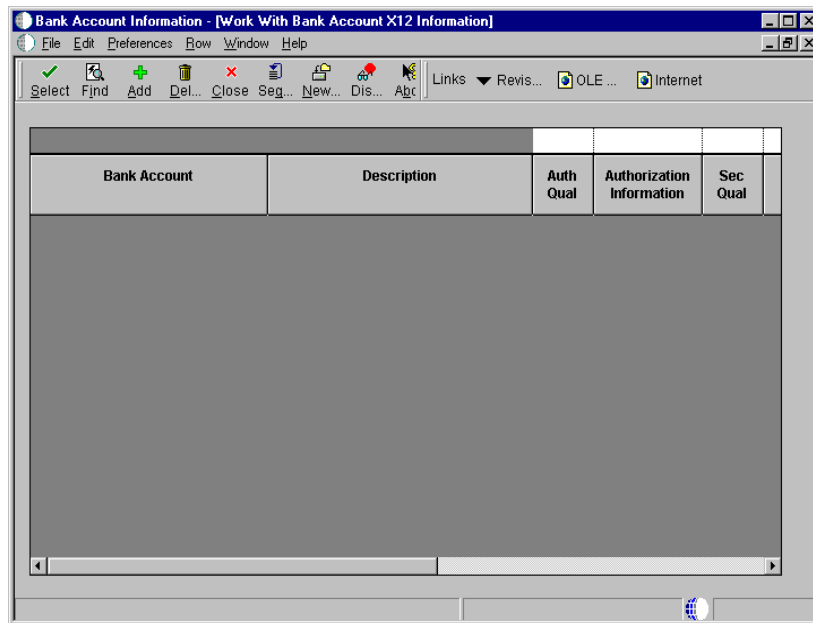 Bank Account Information - [Work With Bank Account X12 Information]
File Edit Preferences Row Window Help
Select Find Add Del... Close Seq... New... Dis... Abc Links Revis... OLE ... Internet
Bank Account Description Auth Qual Authorization Information Sec Qual